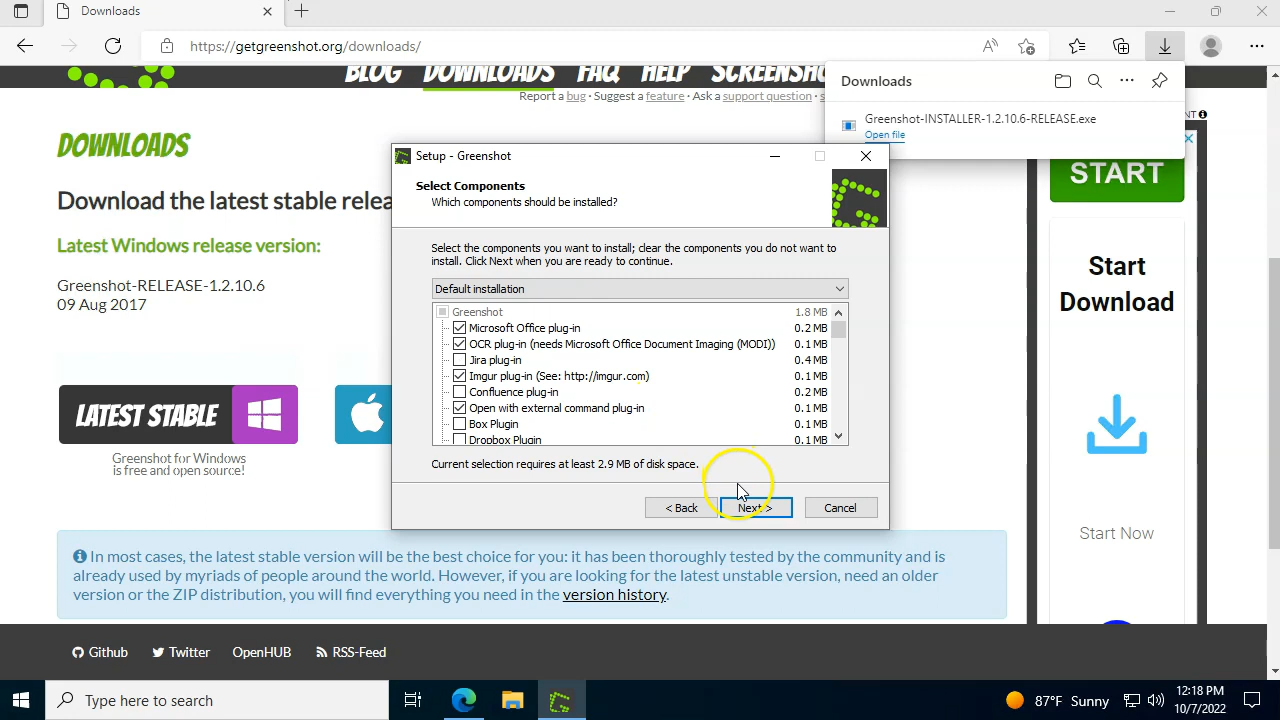 Downloads
https://getgreenshot.org/downloads/
BLOG DOWNLOADS FAQ HELP SCREENSHO
Report a bug · Suggest a feature · Ask a support question · s
Downloads
Greenshot-INSTALLER-1.2.10.6-RELEASE.exe
Open file
NT
DOWNLOADS
Download the latest stable relea
Latest Windows release version:
Greenshot-RELEASE-1.2.10.6
09 Aug 2017
LATEST STABLE
Greenshot for Windows
is free and open source!
Setup - Greenshot
Select Components
Which components should be installed?
Select the components you want to install; clear the components you do not want to
install. Click Next when you are ready to continue.
Default installation
Greenshot 1.8 MB
Microsoft Office plug-in 0.2 MB
OCR plug-in (needs Microsoft Office Document Imaging (MODI)) 0.1 MB
Jira plug-in 0.4 MB
Imgur plug-in (See: http://imgur.com) 0.1 MB
Confluence plug-in 0.2 MB
Open with external command plug-in 0.1 MB
Box Plugin 0.1 MB
Dropbox Plugin 0.1 MB
Current selection requires at least 2.9 MB of disk space.
< Back Next > Cancel
START
Start
Download
Start Now
In most cases, the latest stable version will be the best choice for you: it has been thoroughly tested by the community and is
already used by myriads of people around the world. However, if you are looking for the latest unstable version, need an older
version or the ZIP distribution, you will find everything you need in the version history.
Github Twitter OpenHUB RSS-Feed
Type here to search
87°F Sunny
12:18 PM
10/7/2022